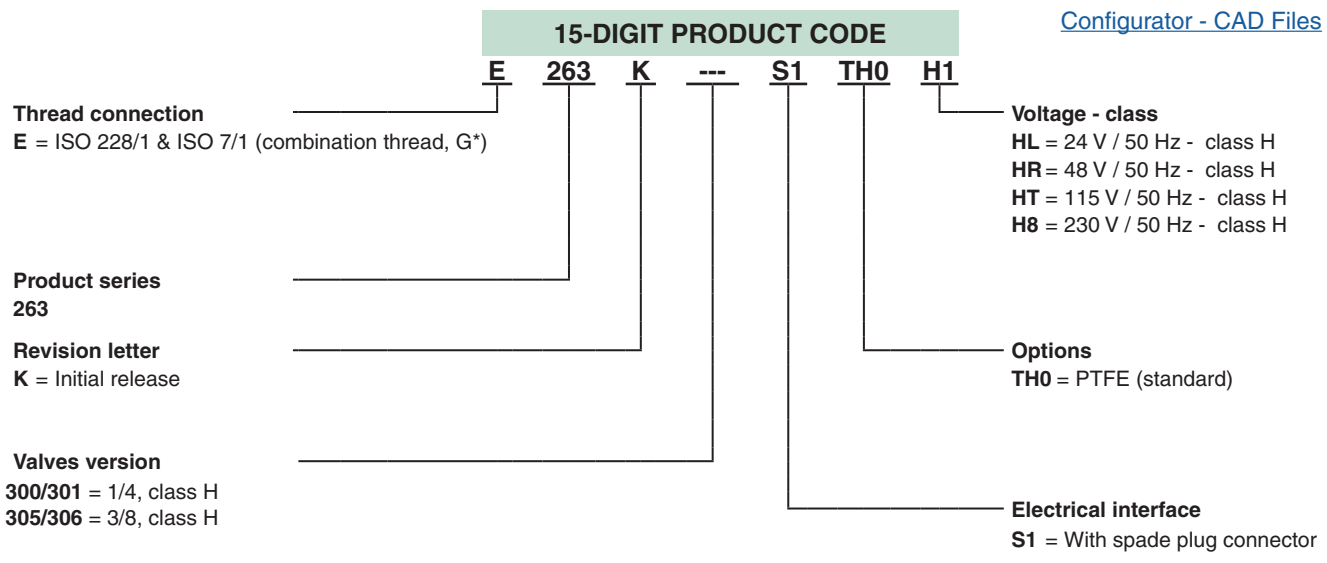 15-DIGIT PRODUCT CODE
Configurator - CAD Files
E 263 K --- S1 TH0 H1
Thread connection
E = ISO 228/1 & ISO 7/1 (combination thread, G*)
Product series
263
Revision letter
K = Initial release
Valves version
300/301 = 1/4, class H
305/306 = 3/8, class H
Voltage - class
HL = 24 V / 50 Hz - class H
HR = 48 V / 50 Hz - class H
HT = 115 V / 50 Hz - class H
H8 = 230 V / 50 Hz - class H
Options
TH0 = PTFE (standard)
Electrical interface
S1 = With spade plug connector